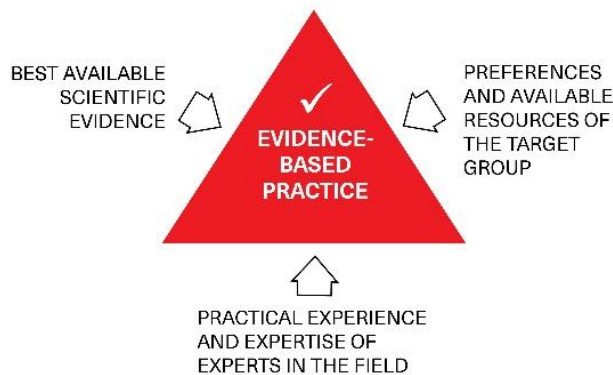 BEST AVAILABLE
SCIENTIFIC
EVIDENCE
PREFERENCES
AND AVAILABLE
RESOURCES OF
THE TARGET
GROUP
✓
EVIDENCE-
BASED
PRACTICE
PRACTICAL EXPERIENCE
AND EXPERTISE OF
EXPERTS IN THE FIELD